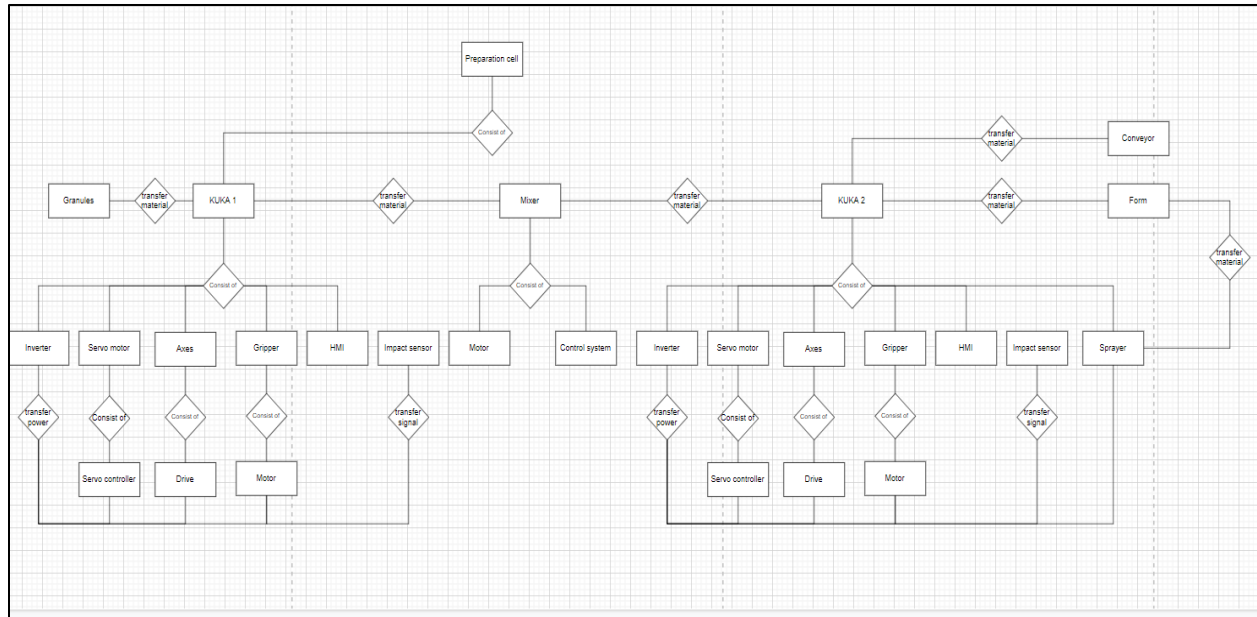 Preparation cell
Consist of
transfer
material
Conveyor
Granules
transfer
material
KUKA 1
transfer
material
Mixer
transfer
material
KUKA 2
transfer
material
Form
transfer
material
Consist of
Consist of
Consist of
Inverter
Servo motor
Axes
Gripper
HMI
Impact sensor
Motor
Control system
Inverter
Servo motor
Axes
Gripper
HMI
Impact sensor
Sprayer
transfer
power
Consist of
Consist of
Consist of
transfer
signal
transfer
power
Consist of
Consist of
Consist of
transfer
signal
Servo controller
Drive
Motor
Servo controller
Drive
Motor